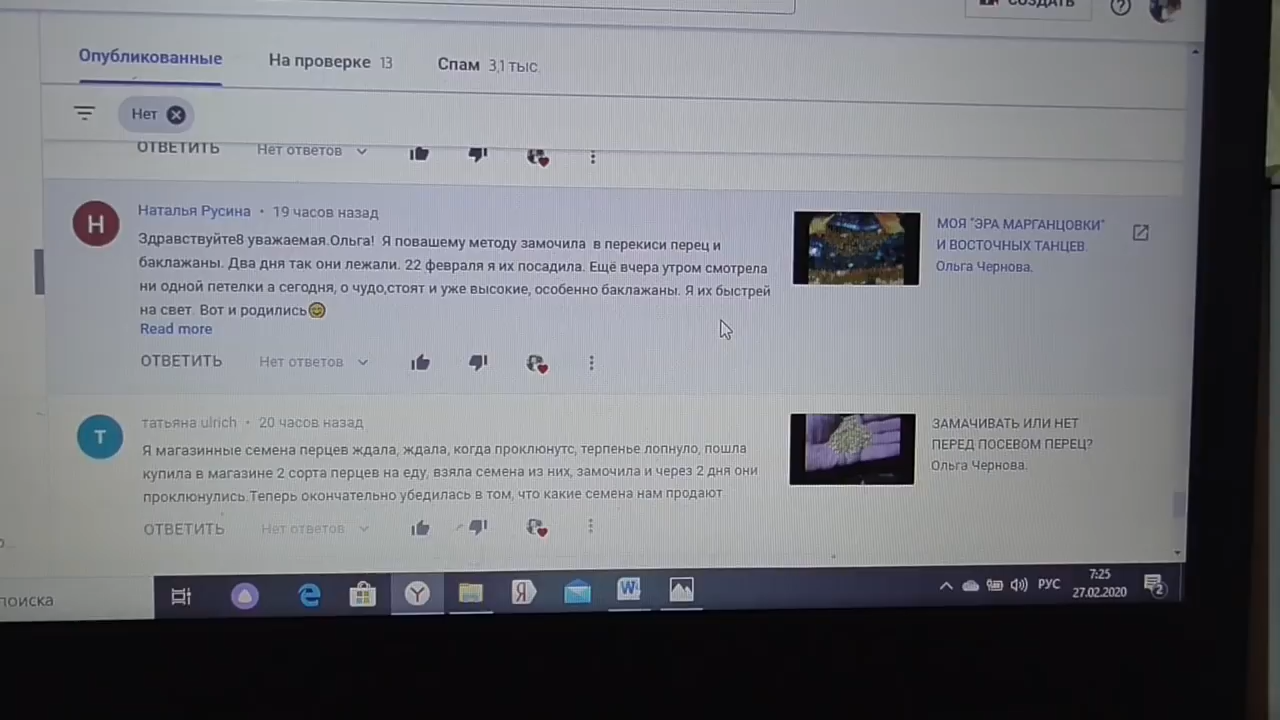 СОЗДАТЬ
Опубликованные
На проверке 13
Спам 3,1 тыс.
Нет
ОТВЕТИТЬ Нет ответов
Н
Наталья Русина • 19 часов назад
Здравствуйте8 уважаемая.Ольга! Я повашему методу замочила в перекиси перец и
баклажаны. Два дня так они лежали. 22 февраля я их посадила. Ещё вчера утром смотрела
ни одной петелки а сегодня, о чудо,стоят и уже высокие, особенно баклажаны. Я их быстрей
на свет. Вот и родились
Read more
ОТВЕТИТЬ Нет ответов
МОЯ "ЭРА МАРГАНЦОВКИ"
И ВОСТОЧНЫХ ТАНЦЕВ.
Ольга Чернова.
Т
татьяна ulrich • 20 часов назад
Я магазинные семена перцев ждала, ждала, когда проклюнутс, терпенье лопнуло, пошла
купила в магазине 2 сорта перцев на еду, взяла семена из них, замочила и через 2 дня они
проклюнулись.Теперь окончательно убедилась в том, что какие семена нам продают
ОТВЕТИТЬ Нет ответов
ЗАМАЧИВАТЬ ИЛИ НЕТ
ПЕРЕД ПОСЕВОМ ПЕРЕЦ?
Ольга Чернова.
поиска
Я
W
РУС
7:25
27.02.2020
2